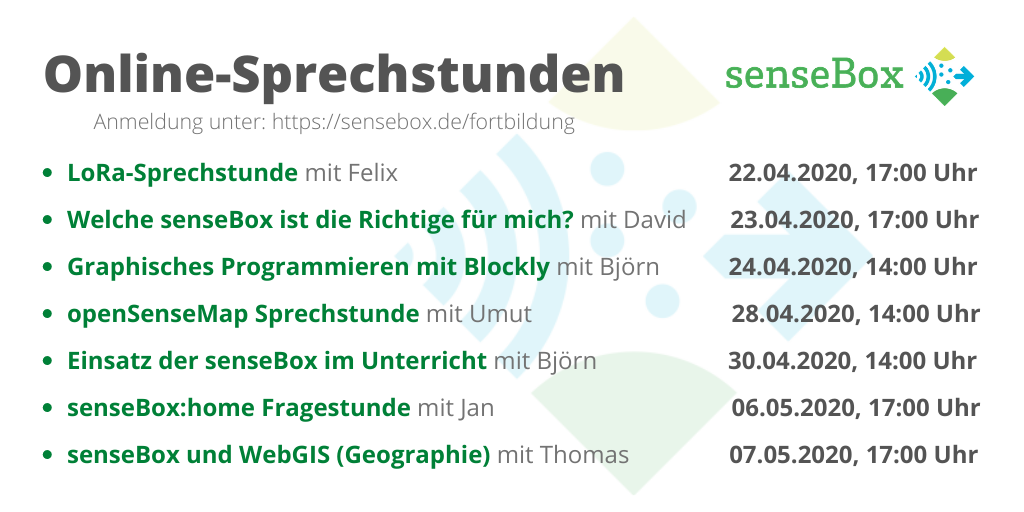 Online-Sprechstunden
senseBox
Anmeldung unter: https://sensebox.de/fortbildung
• LoRa-Sprechstunde mit Felix 22.04.2020, 17:00 Uhr
• Welche senseBox ist die Richtige für mich? mit David 23.04.2020, 17:00 Uhr
• Graphisches Programmieren mit Blockly mit Björn 24.04.2020, 14:00 Uhr
• openSenseMap Sprechstunde mit Umut 28.04.2020, 14:00 Uhr
• Einsatz der senseBox im Unterricht mit Björn 30.04.2020, 14:00 Uhr
• senseBox:home Fragestunde mit Jan 06.05.2020, 17:00 Uhr
• senseBox und WebGIS (Geographie) mit Thomas 07.05.2020, 17:00 Uhr